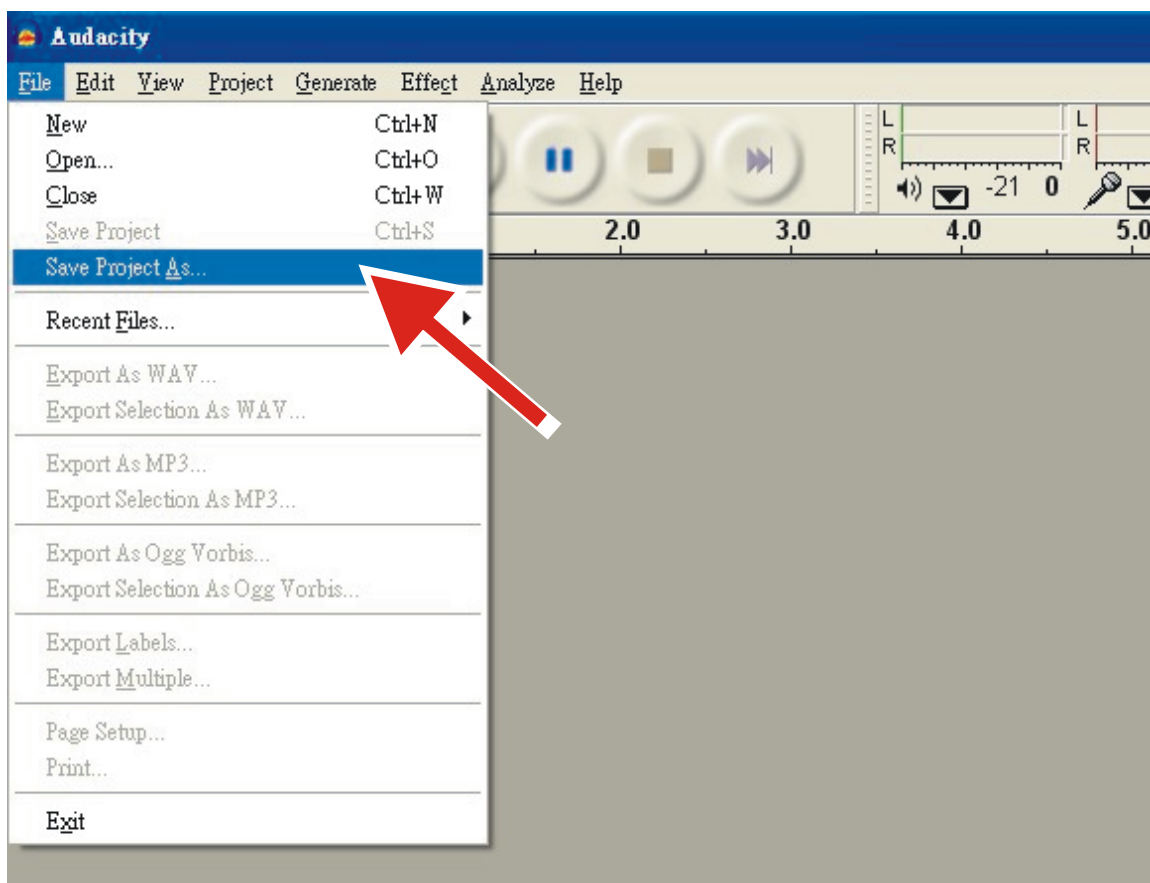 Audacity
File Edit View Project Generate Effect Analyze Help
New Ctrl+N
Open... Ctrl+O
Close Ctrl+W
Save Project Ctrl+S
Save Project As...
Recent Files...
Export As WAV...
Export Selection As WAV...
Export As MP3...
Export Selection As MP3...
Export As Ogg Vorbis...
Export Selection As Ogg Vorbis...
Export Labels...
Export Multiple...
Page Setup...
Print...
Exit
L L
R R
-21 0
2.0 3.0 4.0 5.0